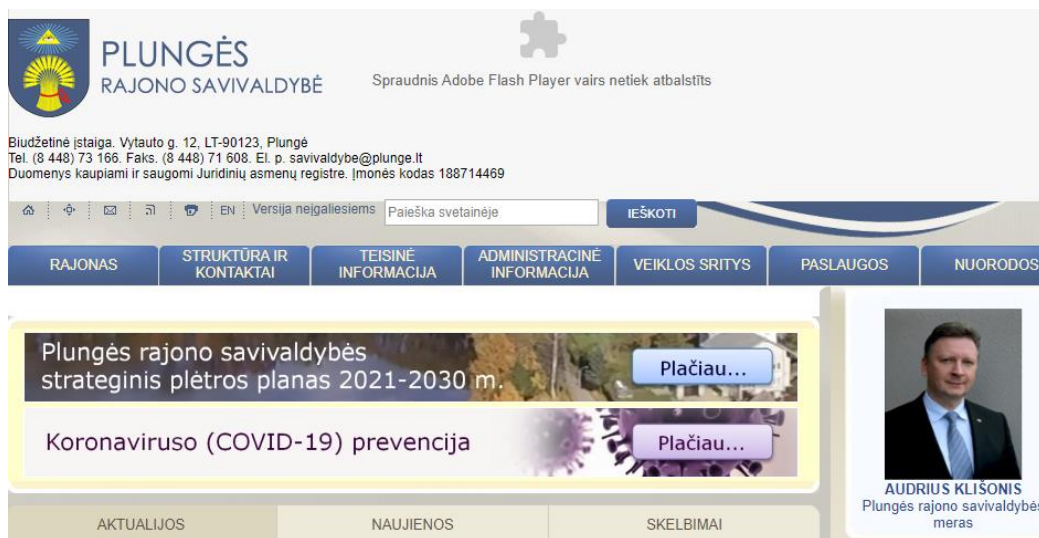 PLUNGĖS
RAJONO SAVIVALDYBĖ
Spraudnis Adobe Flash Player vairs netiek atbalstīts
Biudžetinė įstaiga. Vytauto g. 12, LT-90123, Plungė
Tel. (8 448) 73 166. Faks. (8 448) 71 608. El. p. savivaldybe@plunge.lt
Duomenys kaupiami ir saugomi Juridinių asmenų registre. Įmonės kodas 188714469
EN Versija neįgaliesiems Paieška svetainėje IEŠKOTI
RAJONAS
STRUKTŪRA IR
KONTAKTAI
TEISINĖ
INFORMACIJA
ADMINISTRACINĖ
INFORMACIJA
VEIKLOS SRITYS
PASLAUGOS
NUORODOS
Plungės rajono savivaldybės
strateginis plėtros planas 2021-2030 m.
Plačiau...
Koronaviruso (COVID-19) prevencija
Plačiau...
AUDRIUS KLIŠONIS
Plungės rajono savivaldybės
meras
AKTUALIJOS
NAUJIENOS
SKELBIMAI